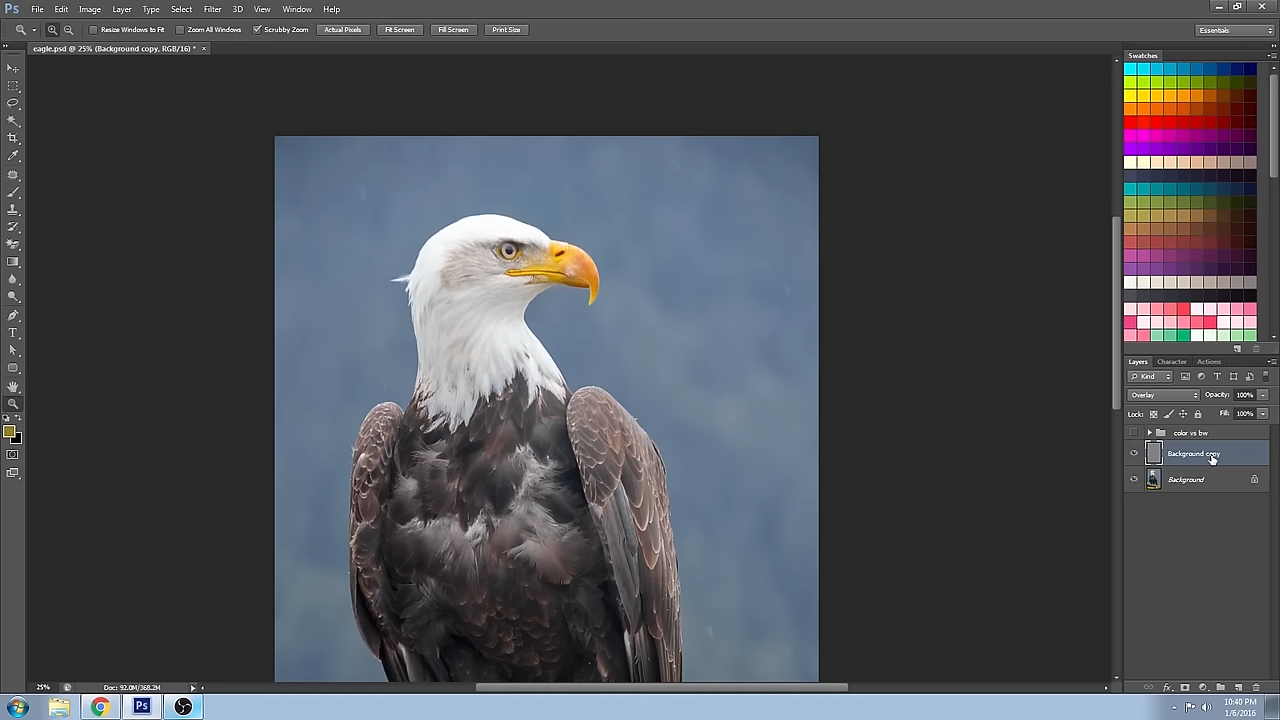 Ps File Edit Image Layer Type Select Filter 3D View Window Help
Resize Windows to Fit Zoom All Windows Scrubby Zoom Actual Pixels Fit Screen Fill Screen Print Size Essentials
eagle.psd @ 25% (Background copy, RGB/16) * ×
Swatches
Layers Character Actions
Kind
Overlay Opacity: 100%
Lock: Fill: 100%
color vs bw
Background copy
Background
25% Doc: 92.0M/368.2M
fx
Ps
10:40 PM
1/6/2016